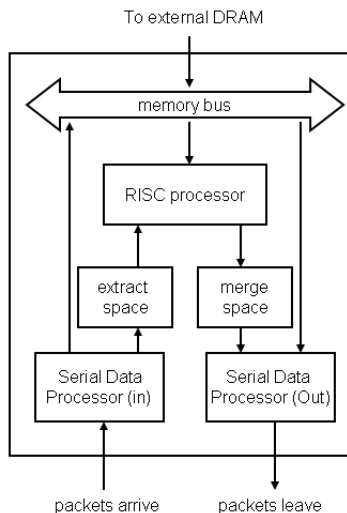 To external DRAM
memory bus
RISC processor
extract
space
merge
space
Serial Data
Processor (in)
Serial Data
Processor (Out)
packets arrive
packets leave